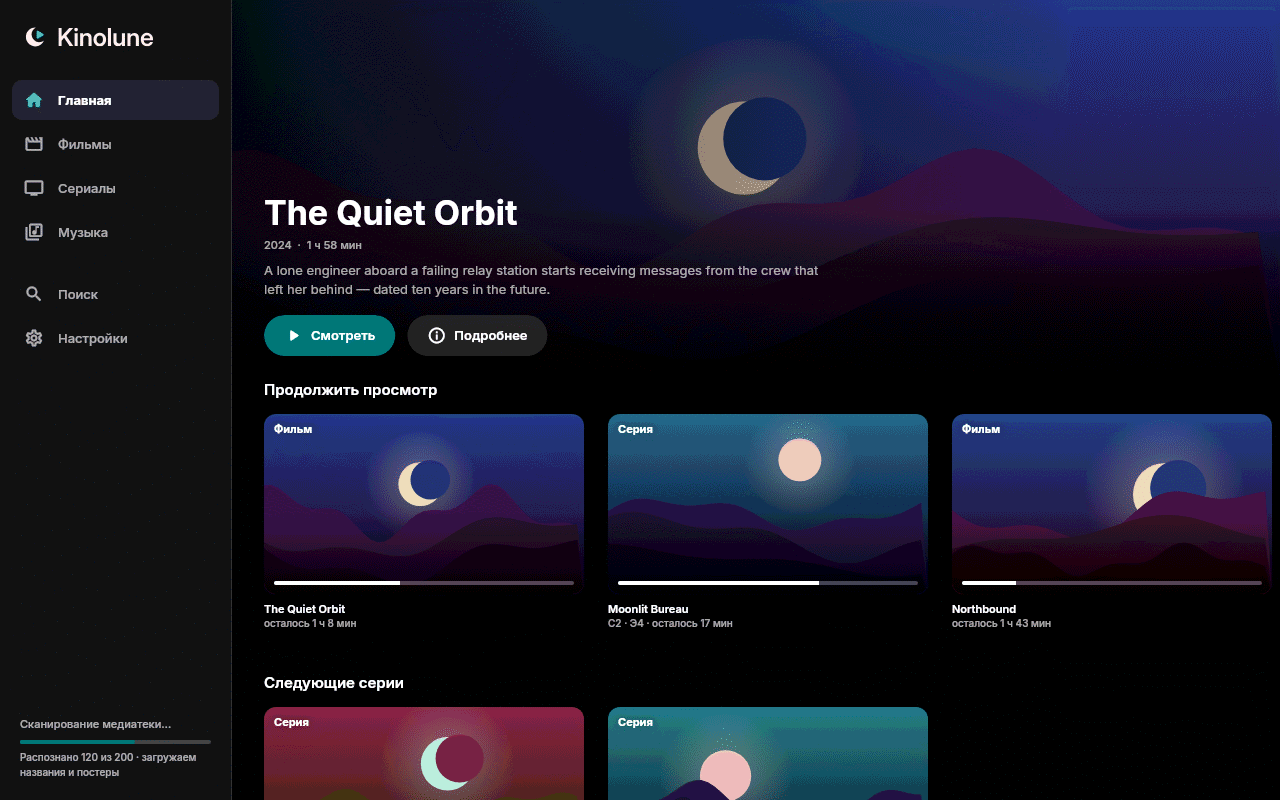 Kinolune
Главная
Фильмы
Сериалы
Музыка
Поиск
Настройки
Сканирование медиатеки...
Распознано 120 из 200 · загружаем
названия и постеры
The Quiet Orbit
2024 · 1 ч 58 мин
A lone engineer aboard a failing relay station starts receiving messages from the crew that
left her behind — dated ten years in the future.
Смотреть
Подробнее
Продолжить просмотр
Фильм
The Quiet Orbit
осталось 1 ч 8 мин
Серия
Moonlit Bureau
С2 · Э4 · осталось 17 мин
Фильм
Northbound
осталось 1 ч 43 мин
Следующие серии
Серия
Серия